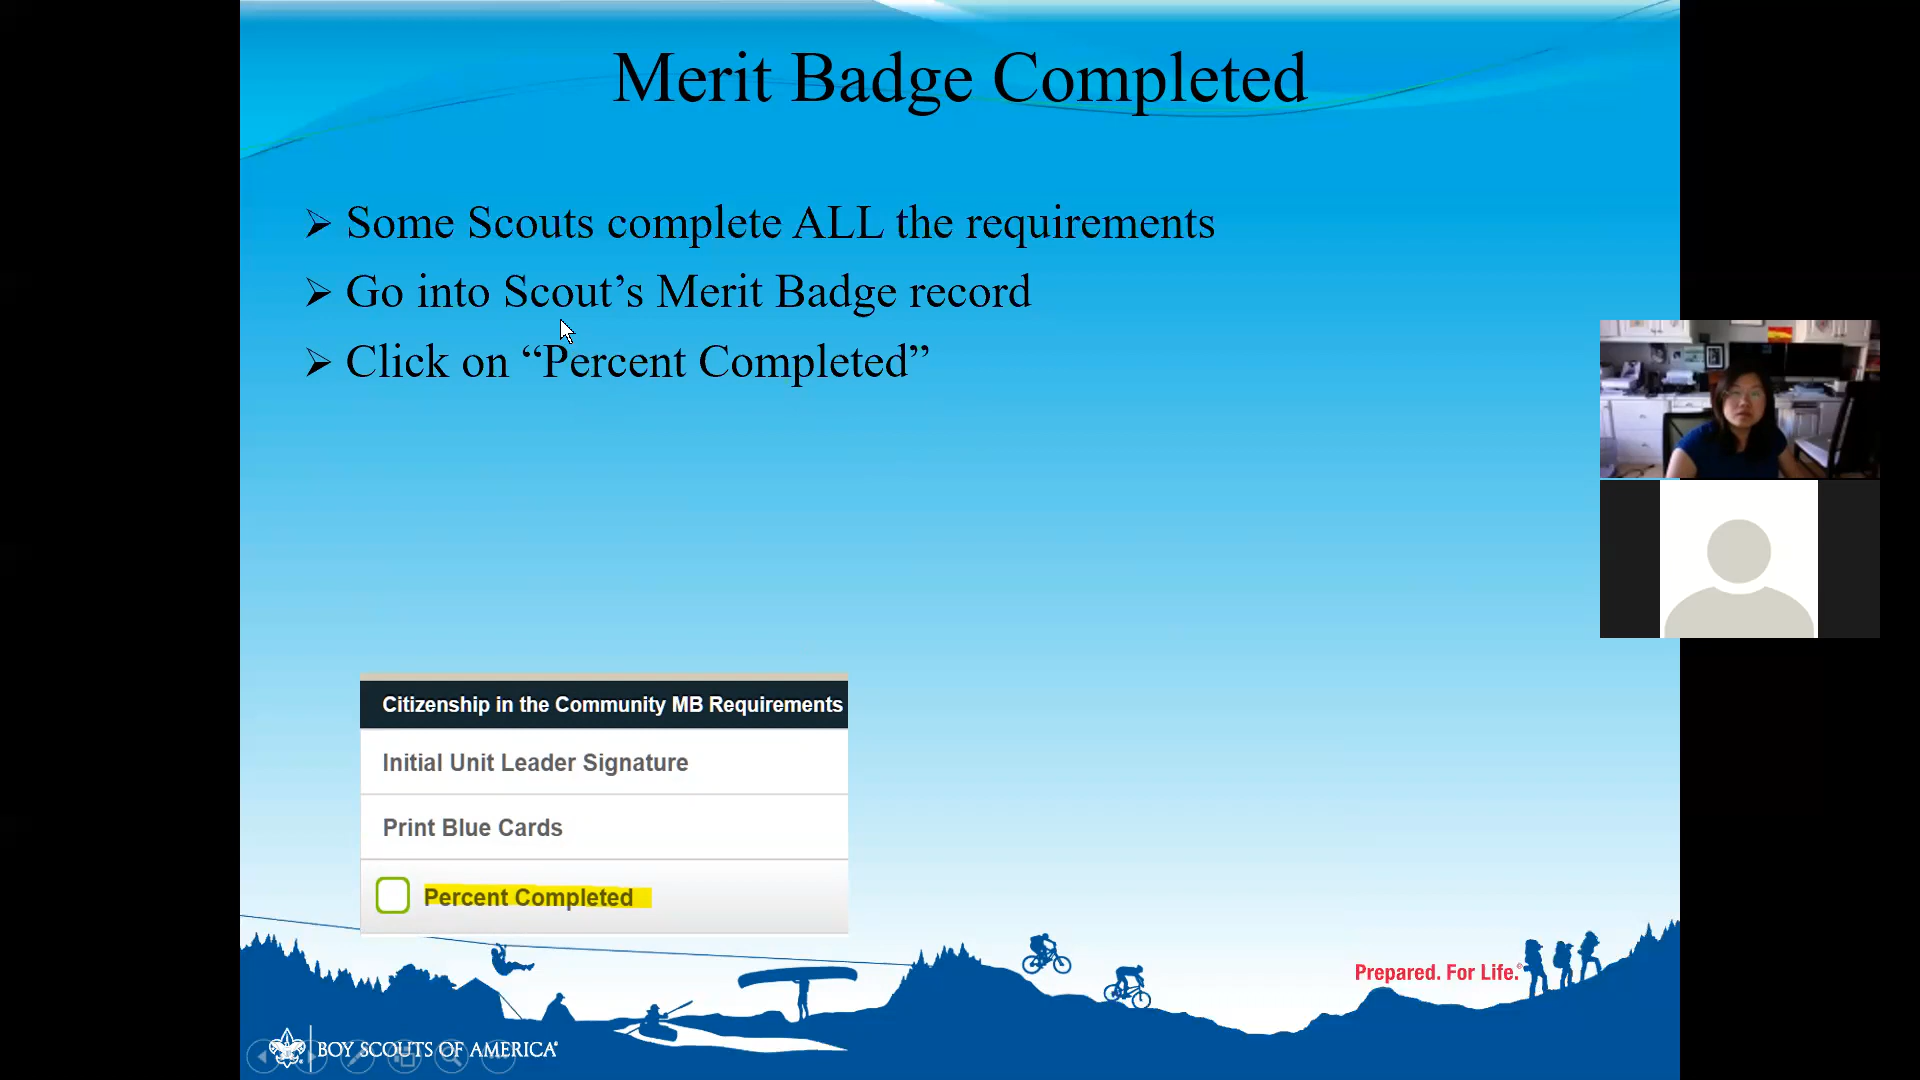 Merit Badge Completed
Some Scouts complete ALL the requirements
Go into Scout’s Merit Badge record
Click on “Percent Completed”
Citizenship in the Community MB Requirements
Initial Unit Leader Signature
Print Blue Cards
Percent Completed
Prepared. For Life.®
BOY SCOUTS OF AMERICA®